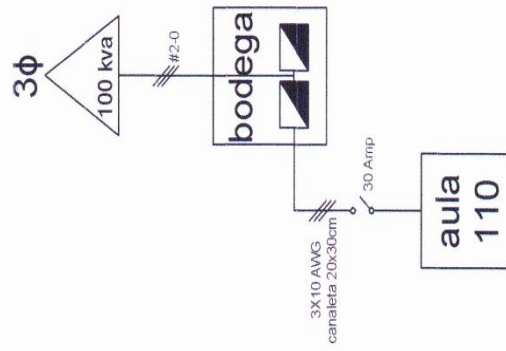 3ϕ
100 kva
#2-0
bodega
3X10 AWG
canaleta 20x30cm
30 Amp
aula
110